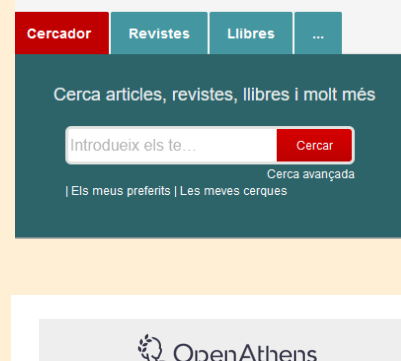 Cercador Revistes Llibres ...
Cerca articles, revistes, llibres i molt més
Introdueix els te... Cercar
Cerca avançada
| Els meus preferits | Les meves cerques
OpenAthens